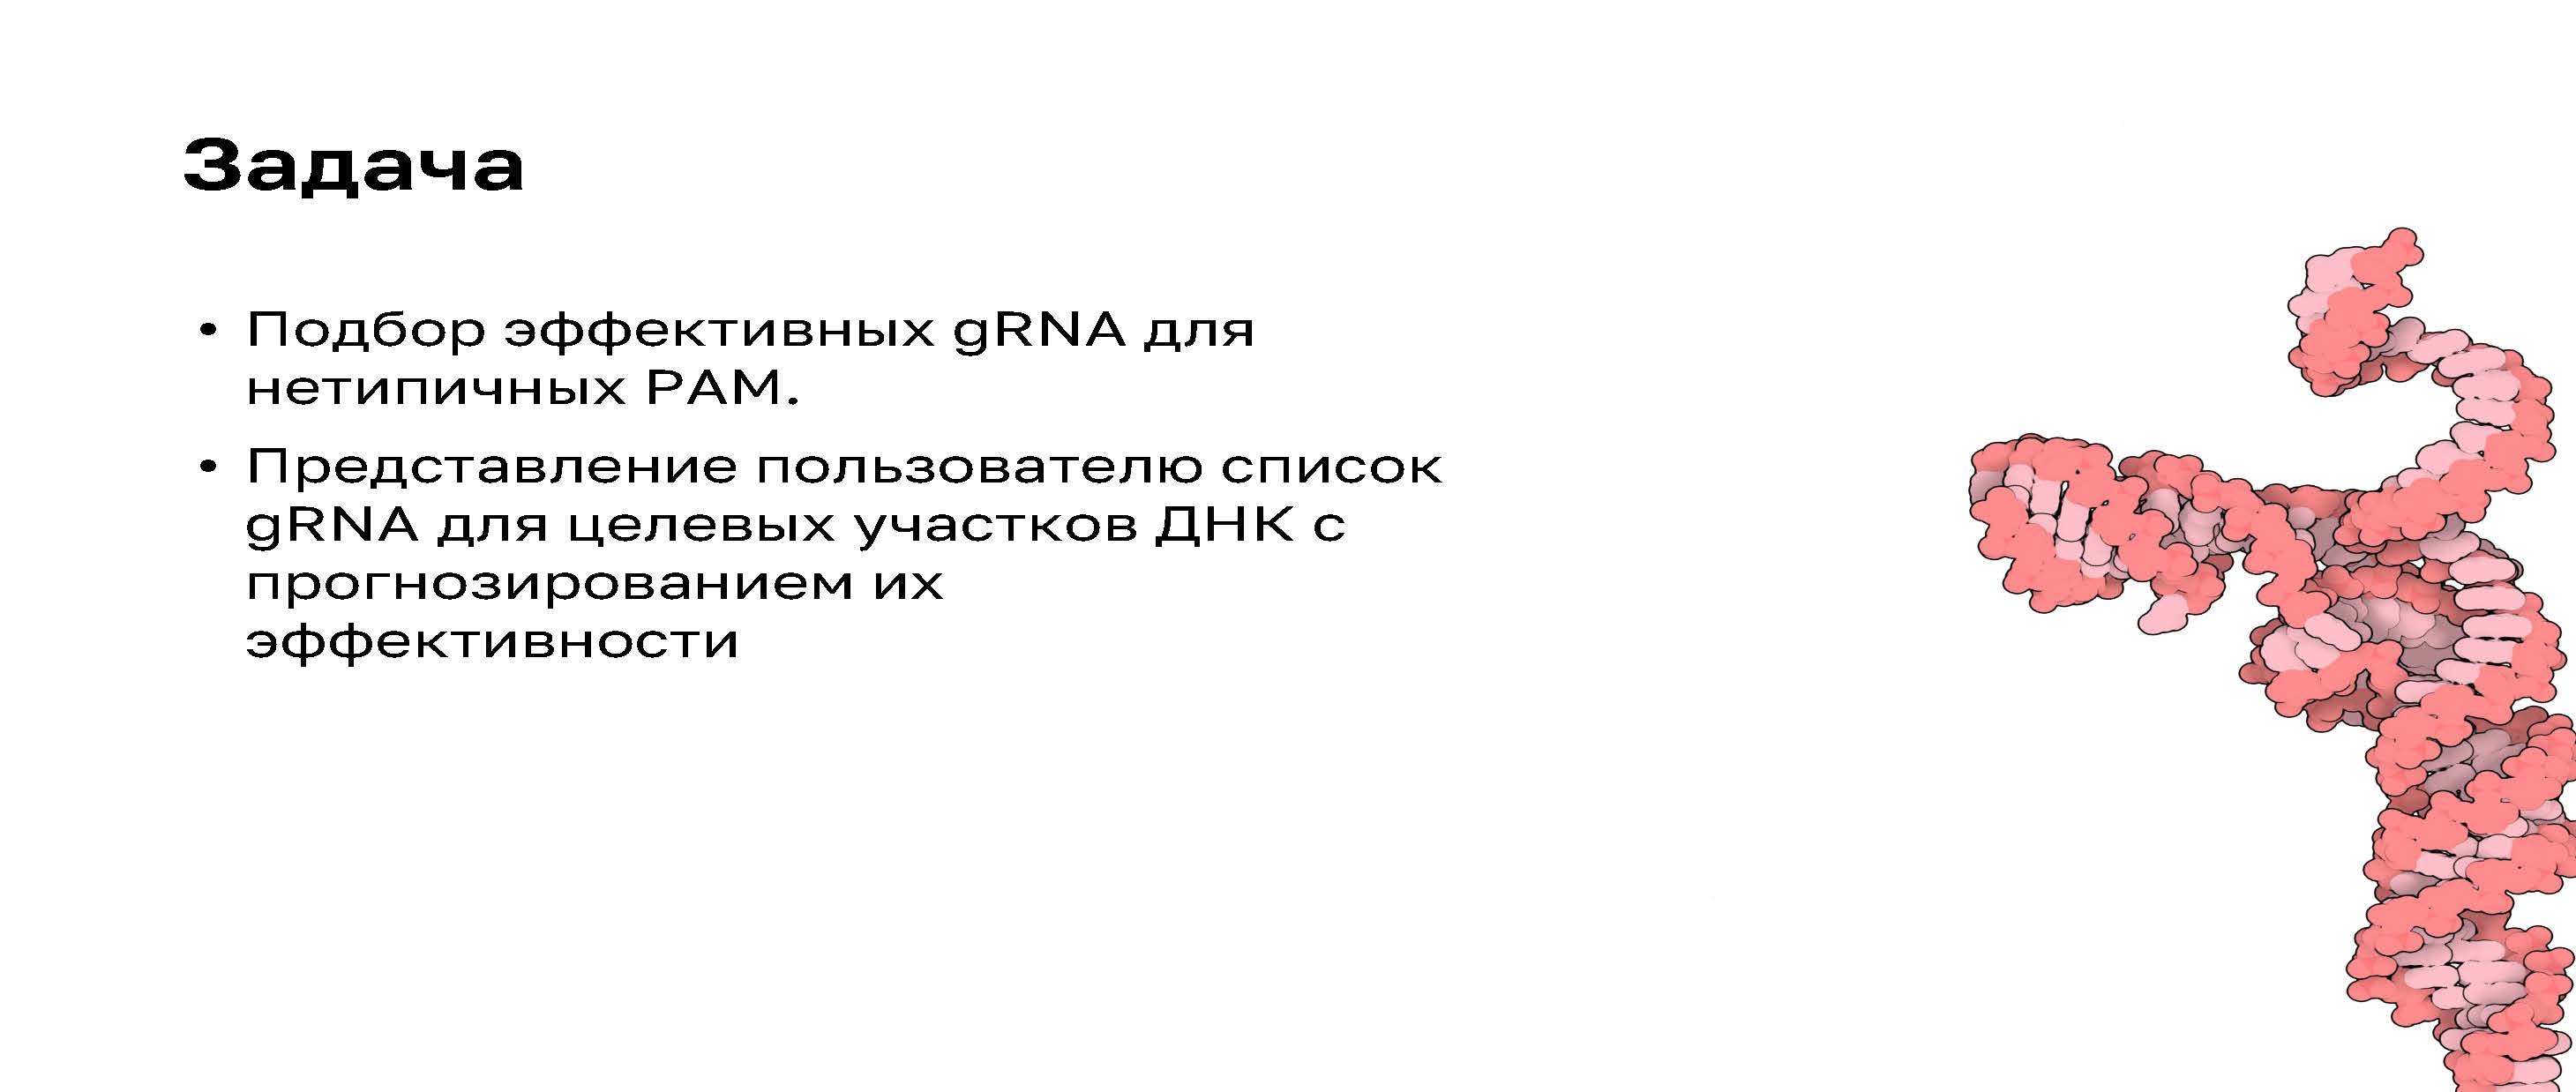 Задача
• Подбор эффективных gRNA для
нетипичных PAM.
• Представление пользователю список
gRNA для целевых участков ДНК с
прогнозированием их
эффективности